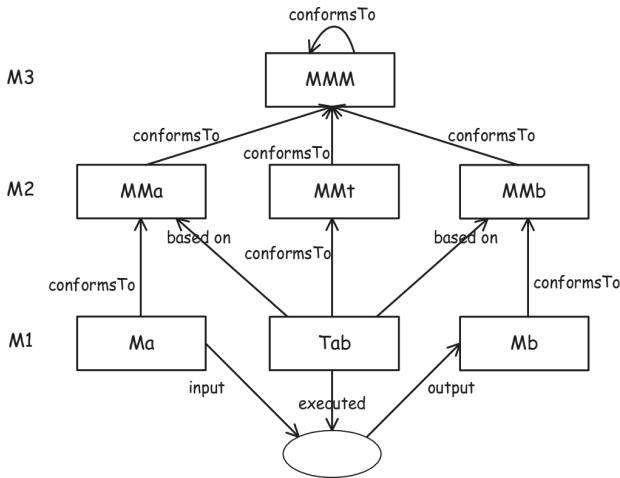 conformsTo
M3
MMM
conformsTo
conformsTo
conformsTo
M2
MMa
MMt
MMb
based on
based on
conformsTo
conformsTo
conformsTo
M1
Ma
Tab
Mb
input
executed
output